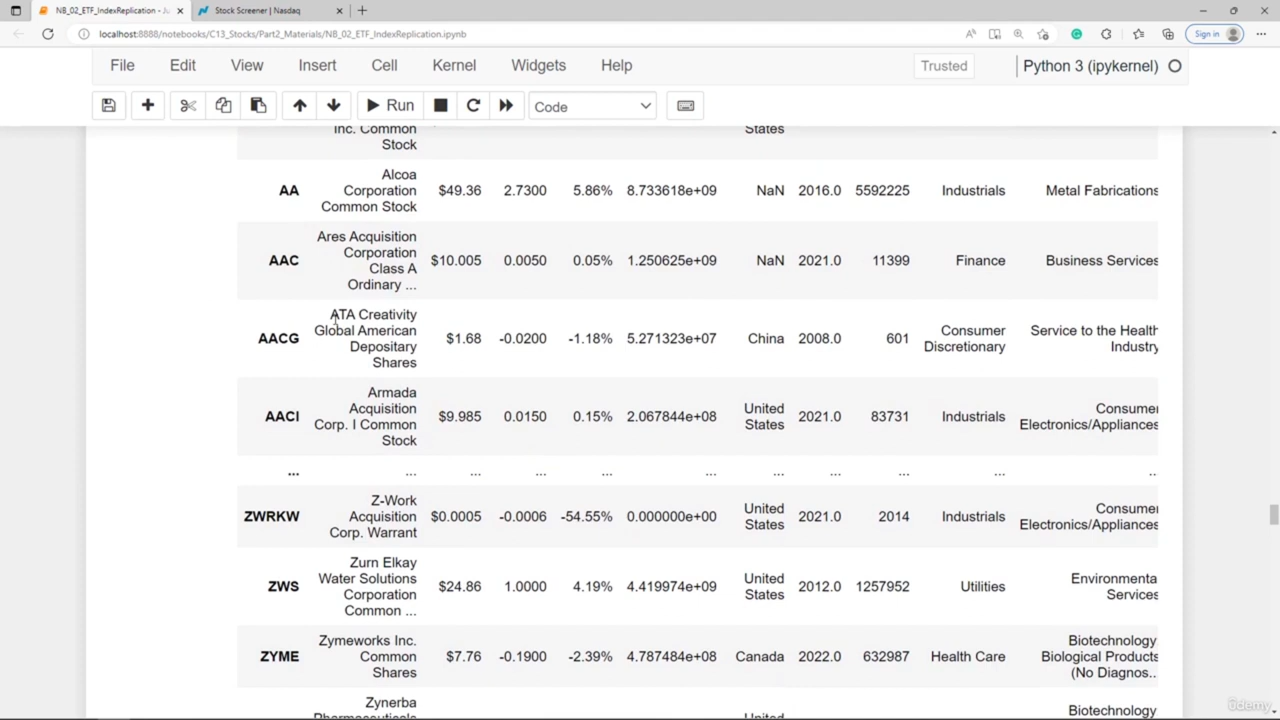 NB_02_ETF_IndexReplication - Ju
Stock Screener | Nasdaq
localhost:8888/notebooks/C13_Stocks/Part2_Materials/NB_02_ETF_IndexReplication.ipynb
Sign in
File Edit View Insert Cell Kernel Widgets Help
Trusted
Python 3 (ipykernel)
Run
Code
Inc. Common
Stock
States
AA
Alcoa
Corporation
Common Stock
$49.36 2.7300 5.86% 8.733618e+09 NaN 2016.0 5592225 Industrials Metal Fabrications
AAC
Ares Acquisition
Corporation
Class A
Ordinary ...
$10.005 0.0050 0.05% 1.250625e+09 NaN 2021.0 11399 Finance Business Services
AACG
ATA Creativity
Global American
Depositary
Shares
$1.68 -0.0200 -1.18% 5.271323e+07 China 2008.0 601
Consumer
Discretionary
Service to the Health
Industry
AACI
Armada
Acquisition
Corp. I Common
Stock
$9.985 0.0150 0.15% 2.067844e+08
United
States
2021.0 83731 Industrials
Consumer
Electronics/Appliances
... ... ... ... ... ... ... ... ... ... ...
ZWRKW
Z-Work
Acquisition
Corp. Warrant
$0.0005 -0.0006 -54.55% 0.000000e+00
United
States
2021.0 2014 Industrials
Consumer
Electronics/Appliances
ZWS
Zurn Elkay
Water Solutions
Corporation
Common ...
$24.86 1.0000 4.19% 4.419974e+09
United
States
2012.0 1257952 Utilities
Environmental
Services
ZYME
Zymeworks Inc.
Common
Shares
$7.76 -0.1900 -2.39% 4.787484e+08 Canada 2022.0 632987 Health Care
Biotechnology
Biological Products
(No Diagnos..
Zynerba
Pharmaceuticals
United
Biotechnology
ûdemy